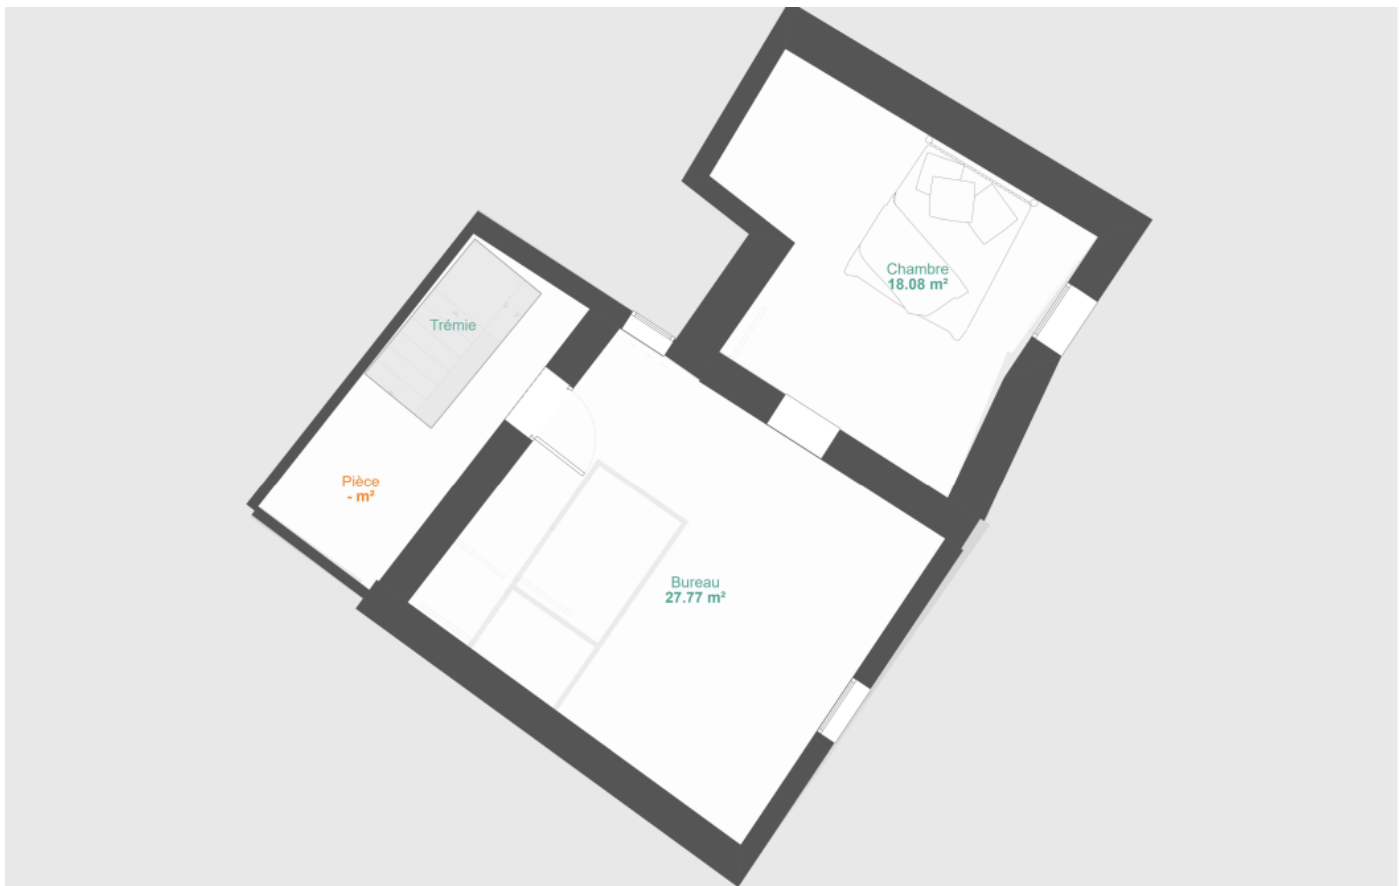 Chambre
18.08 m²
Trémie
Pièce
- m²
Bureau
27.77 m²